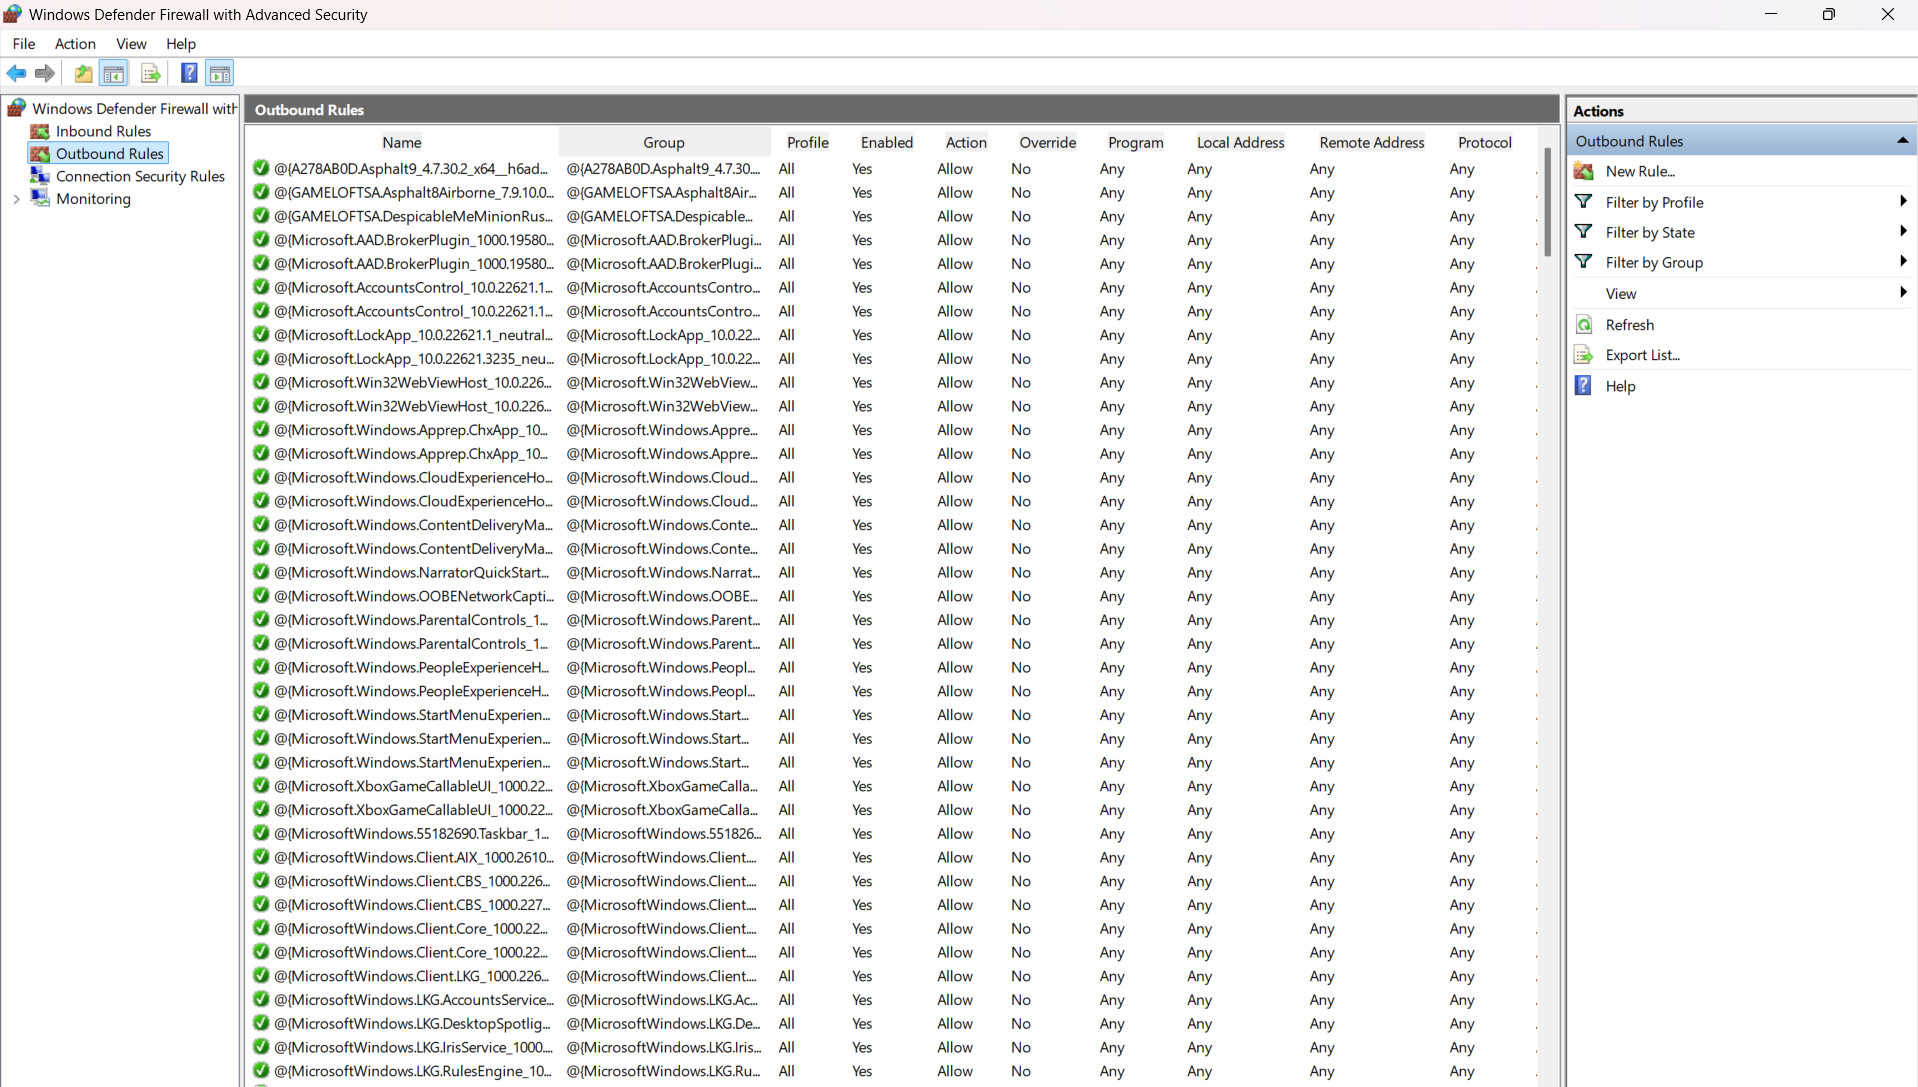 Windows Defender Firewall with Advanced Security
File Action View Help
Windows Defender Firewall with
Inbound Rules
Outbound Rules
Connection Security Rules
Monitoring
Outbound Rules
Name Group Profile Enabled Action Override Program Local Address Remote Address Protocol
@{A278AB0D.Asphalt9_4.7.30.2_x64__h6ad... @{A278AB0D.Asphalt9_4.7.30.... All Yes Allow No Any Any Any Any
@{GAMELOFTSA.Asphalt8Airborne_7.9.10.0... @{GAMELOFTSA.Asphalt8Air... All Yes Allow No Any Any Any Any
@{GAMELOFTSA.DespicableMeMinionRus... @{GAMELOFTSA.Despicable... All Yes Allow No Any Any Any Any
@{Microsoft.AAD.BrokerPlugin_1000.19580... @{Microsoft.AAD.BrokerPlugi... All Yes Allow No Any Any Any Any
@{Microsoft.AAD.BrokerPlugin_1000.19580... @{Microsoft.AAD.BrokerPlugi... All Yes Allow No Any Any Any Any
@{Microsoft.AccountsControl_10.0.22621.1... @{Microsoft.AccountsContro... All Yes Allow No Any Any Any Any
@{Microsoft.AccountsControl_10.0.22621.1... @{Microsoft.AccountsContro... All Yes Allow No Any Any Any Any
@{Microsoft.LockApp_10.0.22621.1_neutral... @{Microsoft.LockApp_10.0.22... All Yes Allow No Any Any Any Any
@{Microsoft.LockApp_10.0.22621.3235_neu... @{Microsoft.LockApp_10.0.22... All Yes Allow No Any Any Any Any
@{Microsoft.Win32WebViewHost_10.0.226... @{Microsoft.Win32WebView... All Yes Allow No Any Any Any Any
@{Microsoft.Win32WebViewHost_10.0.226... @{Microsoft.Win32WebView... All Yes Allow No Any Any Any Any
@{Microsoft.Windows.Apprep.ChxApp_10... @{Microsoft.Windows.Appre... All Yes Allow No Any Any Any Any
@{Microsoft.Windows.Apprep.ChxApp_10... @{Microsoft.Windows.Appre... All Yes Allow No Any Any Any Any
@{Microsoft.Windows.CloudExperienceHo... @{Microsoft.Windows.Cloud... All Yes Allow No Any Any Any Any
@{Microsoft.Windows.CloudExperienceHo... @{Microsoft.Windows.Cloud... All Yes Allow No Any Any Any Any
@{Microsoft.Windows.ContentDeliveryMa... @{Microsoft.Windows.Conte... All Yes Allow No Any Any Any Any
@{Microsoft.Windows.ContentDeliveryMa... @{Microsoft.Windows.Conte... All Yes Allow No Any Any Any Any
@{Microsoft.Windows.NarratorQuickStart... @{Microsoft.Windows.Narrat... All Yes Allow No Any Any Any Any
@{Microsoft.Windows.OOBENetworkCapti... @{Microsoft.Windows.OOBE... All Yes Allow No Any Any Any Any
@{Microsoft.Windows.ParentalControls_1... @{Microsoft.Windows.Parent... All Yes Allow No Any Any Any Any
@{Microsoft.Windows.ParentalControls_1... @{Microsoft.Windows.Parent... All Yes Allow No Any Any Any Any
@{Microsoft.Windows.PeopleExperienceH... @{Microsoft.Windows.Peopl... All Yes Allow No Any Any Any Any
@{Microsoft.Windows.PeopleExperienceH... @{Microsoft.Windows.Peopl... All Yes Allow No Any Any Any Any
@{Microsoft.Windows.StartMenuExperien... @{Microsoft.Windows.Start... All Yes Allow No Any Any Any Any
@{Microsoft.Windows.StartMenuExperien... @{Microsoft.Windows.Start... All Yes Allow No Any Any Any Any
@{Microsoft.Windows.StartMenuExperien... @{Microsoft.Windows.Start... All Yes Allow No Any Any Any Any
@{Microsoft.XboxGameCallableUI_1000.22... @{Microsoft.XboxGameCalla... All Yes Allow No Any Any Any Any
@{Microsoft.XboxGameCallableUI_1000.22... @{Microsoft.XboxGameCalla... All Yes Allow No Any Any Any Any
@{MicrosoftWindows.55182690.Taskbar_1... @{MicrosoftWindows.551826... All Yes Allow No Any Any Any Any
@{MicrosoftWindows.Client.AIX_1000.2610... @{MicrosoftWindows.Client.... All Yes Allow No Any Any Any Any
@{MicrosoftWindows.Client.CBS_1000.226... @{MicrosoftWindows.Client.... All Yes Allow No Any Any Any Any
@{MicrosoftWindows.Client.CBS_1000.227... @{MicrosoftWindows.Client.... All Yes Allow No Any Any Any Any
@{MicrosoftWindows.Client.Core_1000.22... @{MicrosoftWindows.Client.... All Yes Allow No Any Any Any Any
@{MicrosoftWindows.Client.Core_1000.22... @{MicrosoftWindows.Client.... All Yes Allow No Any Any Any Any
@{MicrosoftWindows.Client.LKG_1000.226... @{MicrosoftWindows.Client.... All Yes Allow No Any Any Any Any
@{MicrosoftWindows.LKG.AccountsService... @{MicrosoftWindows.LKG.Ac... All Yes Allow No Any Any Any Any
@{MicrosoftWindows.LKG.DesktopSpotlig... @{MicrosoftWindows.LKG.De... All Yes Allow No Any Any Any Any
@{MicrosoftWindows.LKG.IrisService_1000.... @{MicrosoftWindows.LKG.Iris... All Yes Allow No Any Any Any Any
@{MicrosoftWindows.LKG.RulesEngine_10... @{MicrosoftWindows.LKG.Ru... All Yes Allow No Any Any Any Any
Actions
Outbound Rules
New Rule...
Filter by Profile
Filter by State
Filter by Group
View
Refresh
Export List...
Help